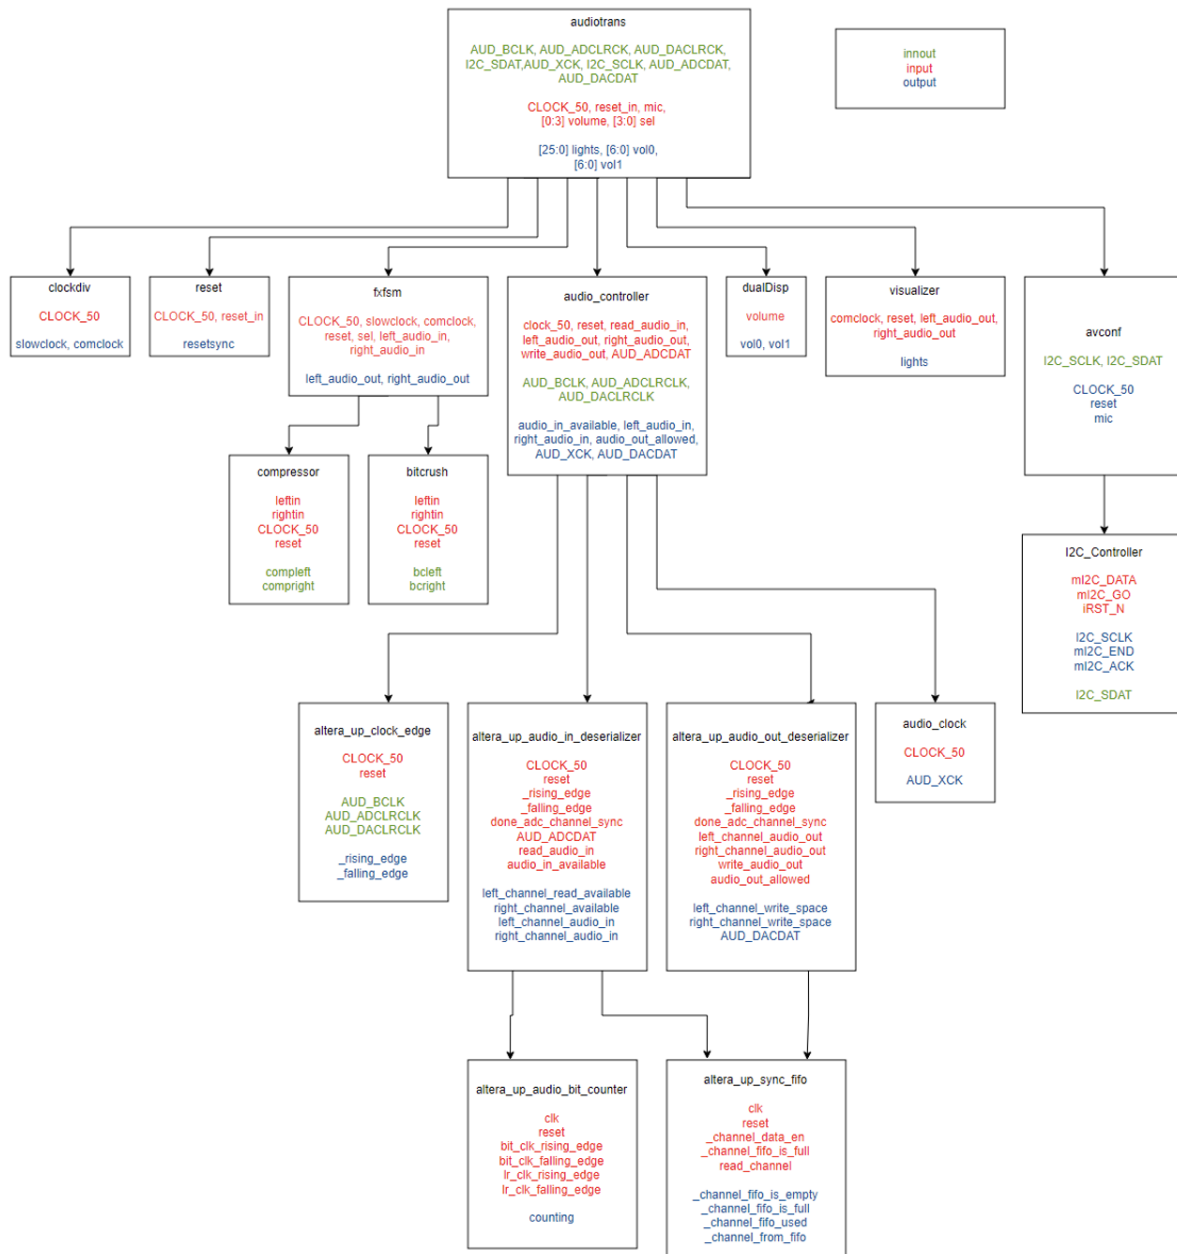 audiotrans
AUD_BCLK, AUD_ADCLRCK, AUD_DACLRCK,
I2C_SDAT,AUD_XCK, I2C_SCLK, AUD_ADCDAT,
AUD_DACDAT
CLOCK_50, reset_in, mic,
[0:3] volume, [3:0] sel
[25:0] lights, [6:0] vol0,
[6:0] vol1
innout
input
output
clockdiv
CLOCK_50
slowclock, comclock
reset
CLOCK_50, reset_in
resetsync
fxfsm
CLOCK_50, slowclock, comclock,
reset, sel, left_audio_in,
right_audio_in
left_audio_out, right_audio_out
audio_controller
clock_50, reset, read_audio_in,
left_audio_out, right_audio_out,
write_audio_out, AUD_ADCDAT
AUD_BCLK, AUD_ADCLRCLK,
AUD_DACLRCLK
audio_in_available, left_audio_in,
right_audio_in, audio_out_allowed,
AUD_XCK, AUD_DACDAT
dualDisp
volume
vol0, vol1
visualizer
comclock, reset, left_audio_out,
right_audio_out
lights
avconf
I2C_SCLK, I2C_SDAT
CLOCK_50
reset
mic
compressor
leftin
rightin
CLOCK_50
reset
compleft
compright
bitcrush
leftin
rightin
CLOCK_50
reset
bcleft
bcright
I2C_Controller
mI2C_DATA
mI2C_GO
iRST_N
I2C_SCLK
mI2C_END
mI2C_ACK
I2C_SDAT
altera_up_clock_edge
CLOCK_50
reset
AUD_BCLK
AUD_ADCLRCLK
AUD_DACLRCLK
_rising_edge
_falling_edge
altera_up_audio_in_deserializer
CLOCK_50
reset
_rising_edge
_falling_edge
done_adc_channel_sync
AUD_ADCDAT
read_audio_in
audio_in_available
left_channel_read_available
right_channel_available
left_channel_audio_in
right_channel_audio_in
altera_up_audio_out_deserializer
CLOCK_50
reset
_rising_edge
_falling_edge
done_adc_channel_sync
left_channel_audio_out
right_channel_audio_out
write_audio_out
audio_out_allowed
left_channel_write_space
right_channel_write_space
AUD_DACDAT
audio_clock
CLOCK_50
AUD_XCK
altera_up_audio_bit_counter
clk
reset
bit_clk_rising_edge
bit_clk_falling_edge
lr_clk_rising_edge
lr_clk_falling_edge
counting
altera_up_sync_fifo
clk
reset
_channel_data_en
_channel_fifo_is_full
read_channel
_channel_fifo_is_empty
_channel_fifo_is_full
_channel_fifo_used
_channel_from_fifo